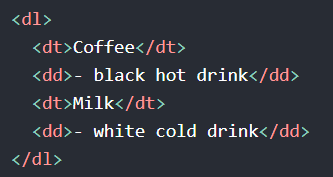 <dl>
  <dt>Coffee</dt>
  <dd>- black hot drink</dd>
  <dt>Milk</dt>
  <dd>- white cold drink</dd>
</dl>